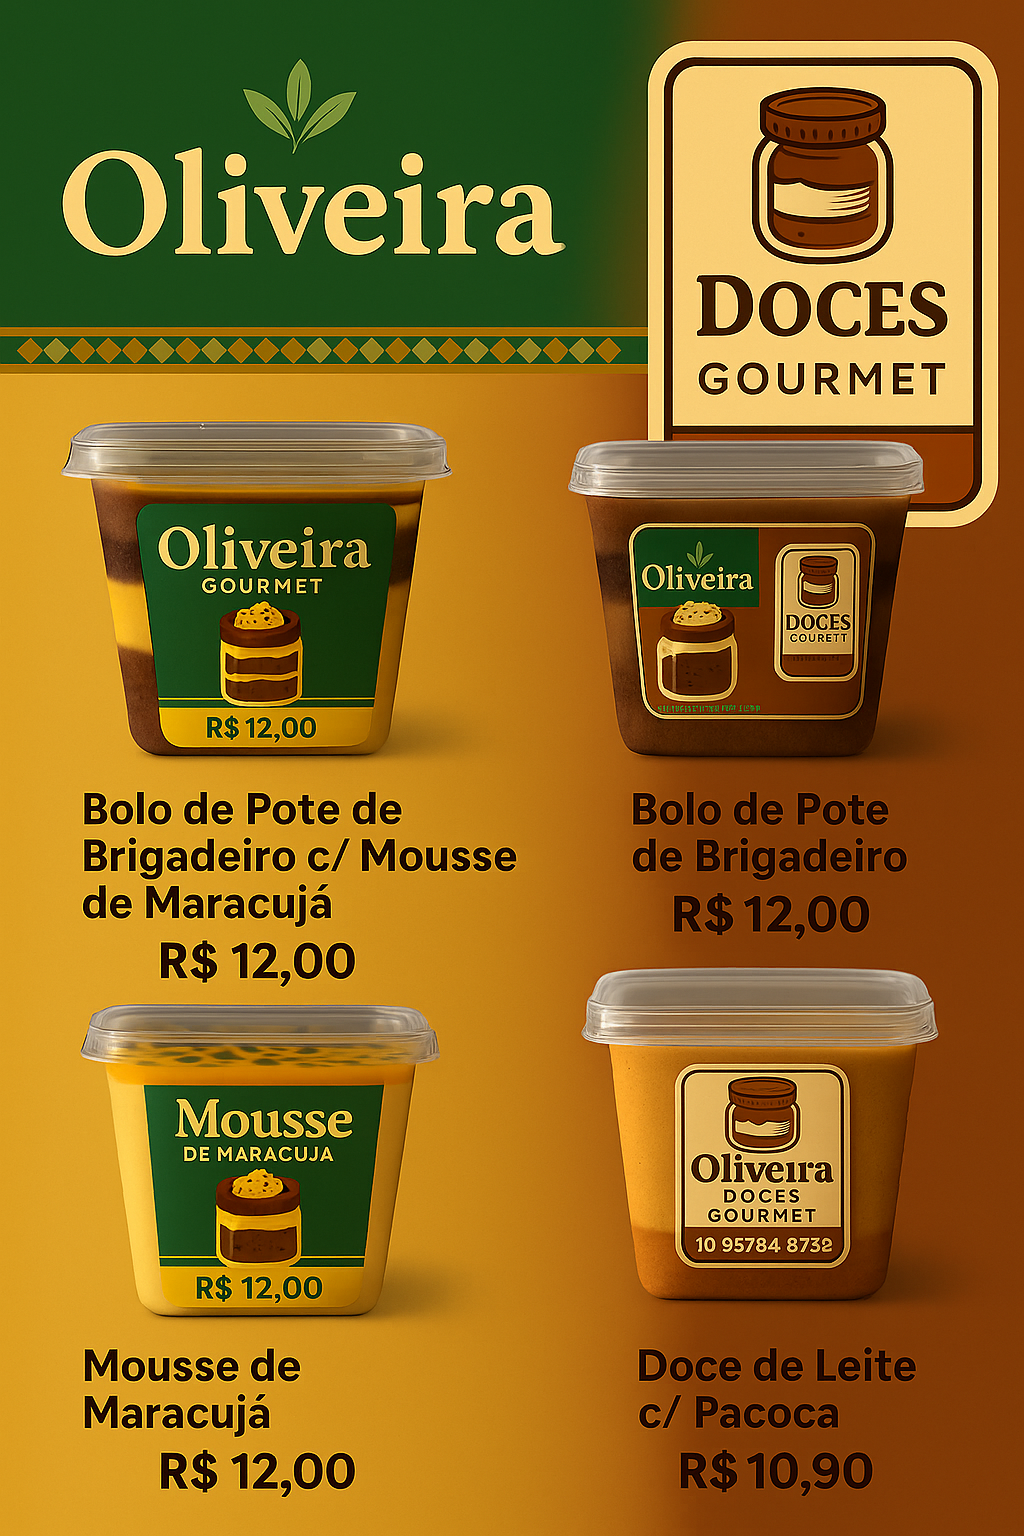 Oliveira
DOCES
GOURMET
Oliveira
GOURMET
R$ 12,00
Oliveira
DOCES
COURETT
Bolo de Pote de
Brigadeiro c/ Mousse
de Maracujá
R$ 12,00
Bolo de Pote
de Brigadeiro
R$ 12,00
Mousse
DE MARACUJA
R$ 12,00
Oliveira
DOCES
GOURMET
10 95784 8732
Mousse de
Maracujá
R$ 12,00
Doce de Leite
c/ Pacoca
R$ 10,90